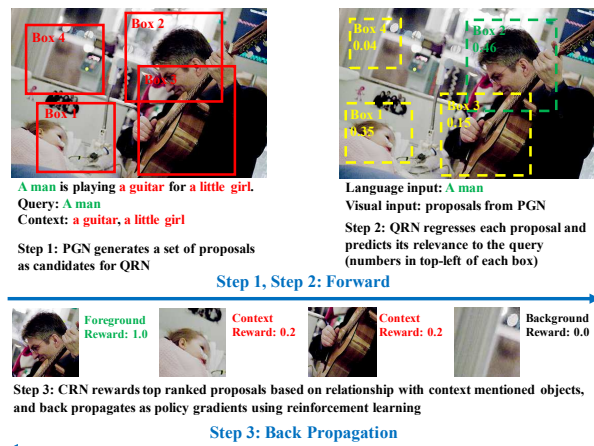 Box 4
Box 2
Box 3
Box 1
A man is playing a guitar for a little girl.
Query: A man
Context: a guitar, a little girl
Step 1: PGN generates a set of proposals
as candidates for QRN
Box 4
0.04
Box 2
0.46
Box 3
0.15
Box 1
0.35
Language input: A man
Visual input: proposals from PGN
Step 2: QRN regresses each proposal and
predicts its relevance to the query
(numbers in top-left of each box)
Step 1, Step 2: Forward
Foreground
Reward: 1.0
Context
Reward: 0.2
Context
Reward: 0.2
Background
Reward: 0.0
Step 3: CRN rewards top ranked proposals based on relationship with context mentioned objects,
and back propagates as policy gradients using reinforcement learning
Step 3: Back Propagation